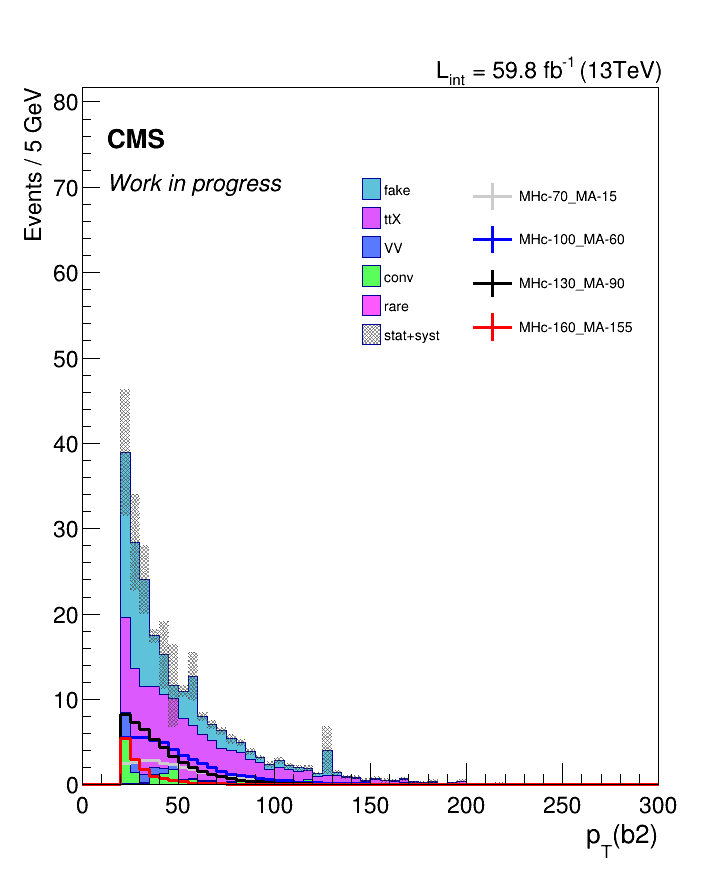 L_int = 59.8 fb^-1 (13TeV)
Events / 5 GeV
80
70
60
50
40
30
20
10
0
CMS
Work in progress
fake
ttX
VV
conv
rare
stat+syst
MHc-70_MA-15
MHc-100_MA-60
MHc-130_MA-90
MHc-160_MA-155
0 50 100 150 200 250 300
p_T(b2)